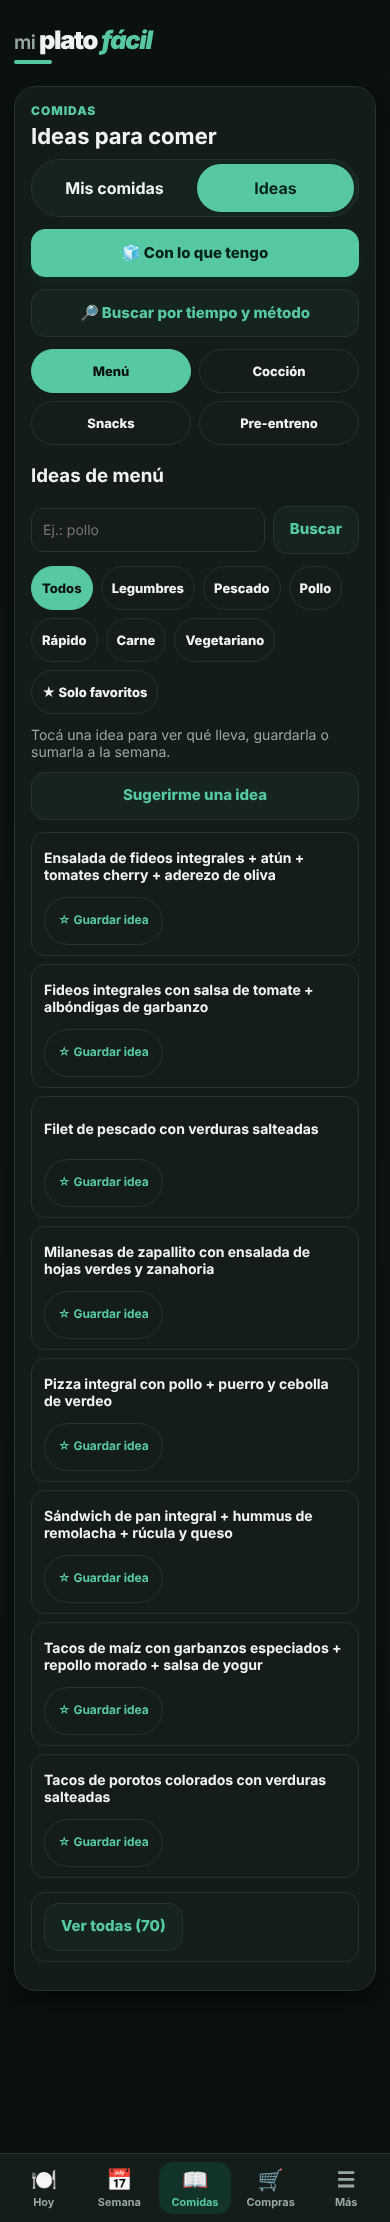 mi plato fácil
COMIDAS
Ideas para comer
Mis comidas
Ideas
Con lo que tengo
Buscar por tiempo y método
Menú
Cocción
Snacks
Pre-entreno
Ideas de menú
Ej.: pollo
Buscar
Todos
Legumbres
Pescado
Pollo
Rápido
Carne
Vegetariano
★ Solo favoritos
Tocá una idea para ver qué lleva, guardarla o
sumarla a la semana.
Sugerirme una idea
Ensalada de fideos integrales + atún +
tomates cherry + aderezo de oliva
☆ Guardar idea
Fideos integrales con salsa de tomate +
albóndigas de garbanzo
☆ Guardar idea
Filet de pescado con verduras salteadas
☆ Guardar idea
Milanesas de zapallito con ensalada de
hojas verdes y zanahoria
☆ Guardar idea
Pizza integral con pollo + puerro y cebolla
de verdeo
☆ Guardar idea
Sándwich de pan integral + hummus de
remolacha + rúcula y queso
☆ Guardar idea
Tacos de maíz con garbanzos especiados +
repollo morado + salsa de yogur
☆ Guardar idea
Tacos de porotos colorados con verduras
salteadas
☆ Guardar idea
Ver todas (70)
Hoy
Semana
Comidas
Compras
Más